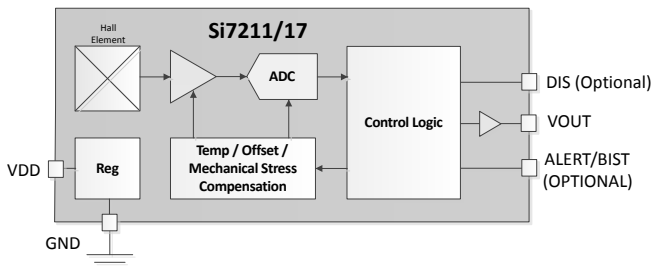 Si7211/17
Hall
Element
ADC
Control Logic
DIS (Optional)
VOUT
ALERT/BIST
(OPTIONAL)
Temp / Offset /
Mechanical Stress
Compensation
VDD
Reg
GND